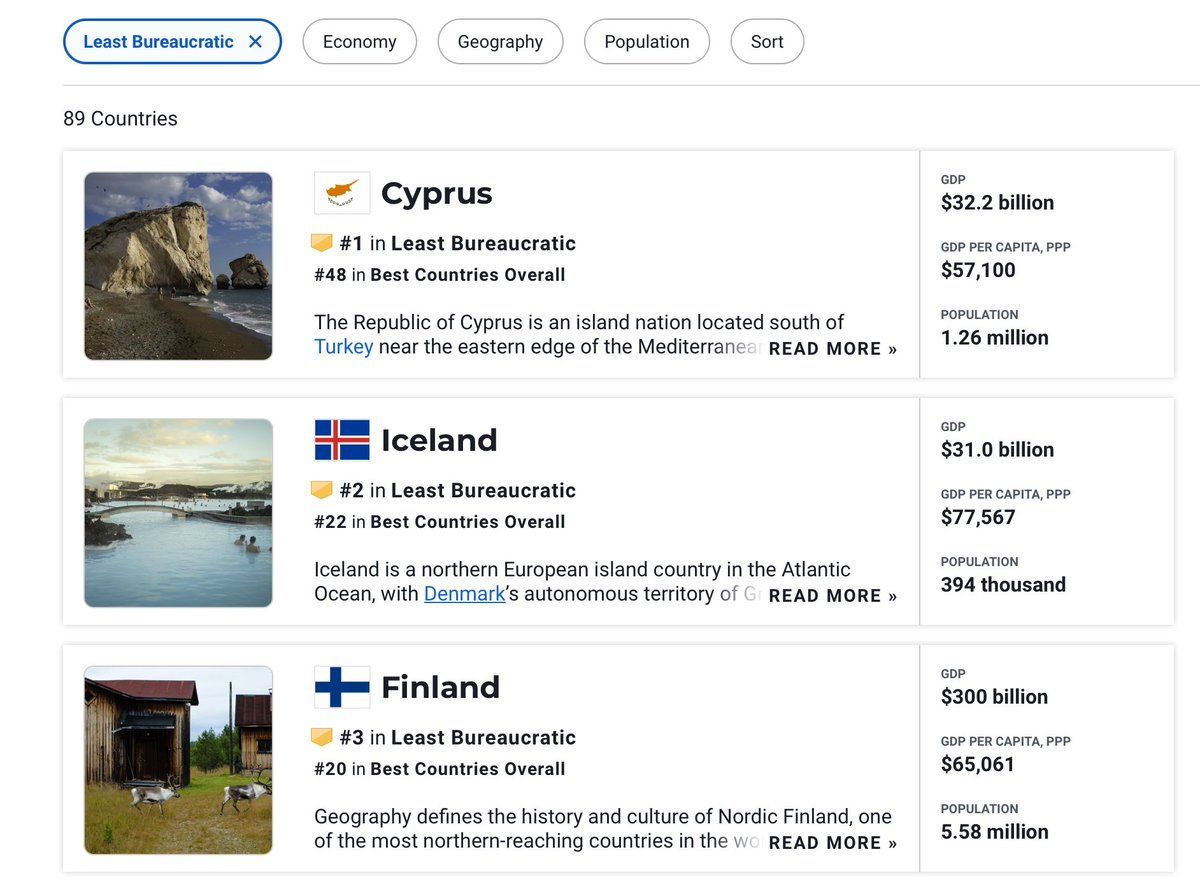 Least Bureaucratic ×
Economy
Geography
Population
Sort
89 Countries
Cyprus
#1 in Least Bureaucratic
#48 in Best Countries Overall
The Republic of Cyprus is an island nation located south of
Turkey near the eastern edge of the Mediterranean READ MORE »
GDP
$32.2 billion
GDP PER CAPITA, PPP
$57,100
POPULATION
1.26 million
Iceland
#2 in Least Bureaucratic
#22 in Best Countries Overall
Iceland is a northern European island country in the Atlantic
Ocean, with Denmark’s autonomous territory of READ MORE »
GDP
$31.0 billion
GDP PER CAPITA, PPP
$77,567
POPULATION
394 thousand
Finland
#3 in Least Bureaucratic
#20 in Best Countries Overall
Geography defines the history and culture of Nordic Finland, one
of the most northern-reaching countries in the READ MORE »
GDP
$300 billion
GDP PER CAPITA, PPP
$65,061
POPULATION
5.58 million